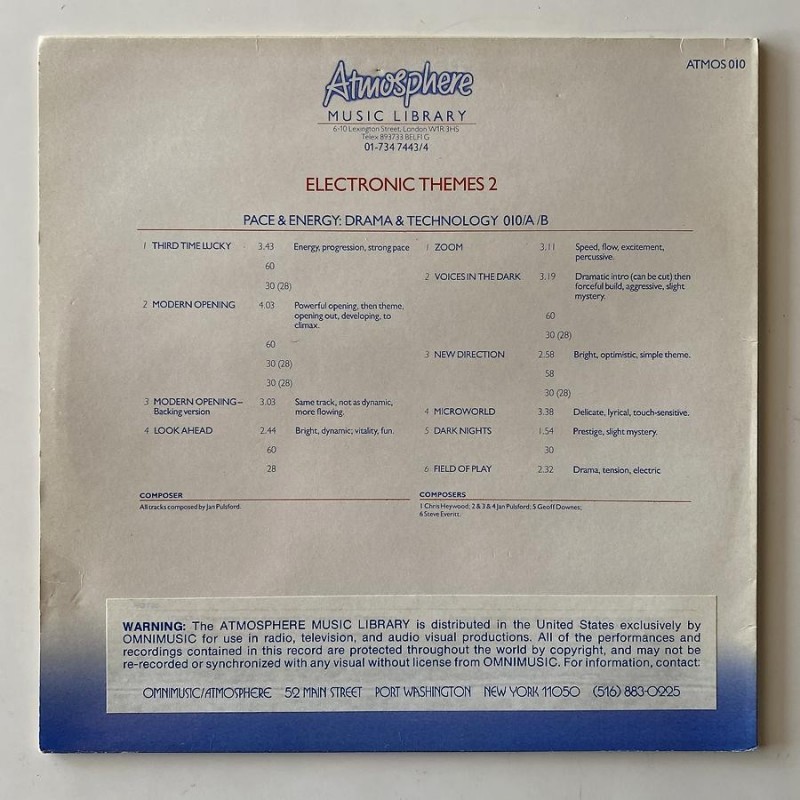 ATMOS 010
Atmosphere
MUSIC LIBRARY
6-10 Lexington Street, London W1R 3HS
Telex 893733 BELFI G
01-734 7443/4
ELECTRONIC THEMES 2
PACE & ENERGY: DRAMA & TECHNOLOGY 010/A/B
1 THIRD TIME LUCKY 3.43 Energy, progression, strong pace
60
30 (28)
2 MODERN OPENING 4.03 Powerful opening, then theme,
opening out, developing, to
climax.
60
30 (28)
30 (28)
3 MODERN OPENING– 3.03 Same track, not as dynamic,
Backing version more flowing.
4 LOOK AHEAD 2.44 Bright, dynamic; vitality, fun.
60
28
COMPOSER
All tracks composed by Jan Pulsford.
1 ZOOM 3.11 Speed, flow, excitement,
percussive.
2 VOICES IN THE DARK 3.19 Dramatic intro (can be cut) then
forceful build, aggressive, slight
mystery.
60
30 (28)
3 NEW DIRECTION 2.58 Bright, optimistic, simple theme.
58
30 (28)
4 MICROWORLD 3.38 Delicate, lyrical, touch-sensitive.
5 DARK NIGHTS 1.54 Prestige, slight mystery.
30
6 FIELD OF PLAY 2.32 Drama, tension, electric
COMPOSERS
1 Chris Heywood; 2 & 3 & 4 Jan Pulsford; 5 Geoff Downes;
6 Steve Everitt.
WARNING: The ATMOSPHERE MUSIC LIBRARY is distributed in the United States exclusively by
OMNIMUSIC for use in radio, television, and audio visual productions. All of the performances and
recordings contained in this record are protected throughout the world by copyright, and may not be
re-recorded or synchronized with any visual without license from OMNIMUSIC. For information, contact:
OMNIMUSIC/ATMOSPHERE 52 MAIN STREET PORT WASHINGTON NEW YORK 11050 (516) 883-0225